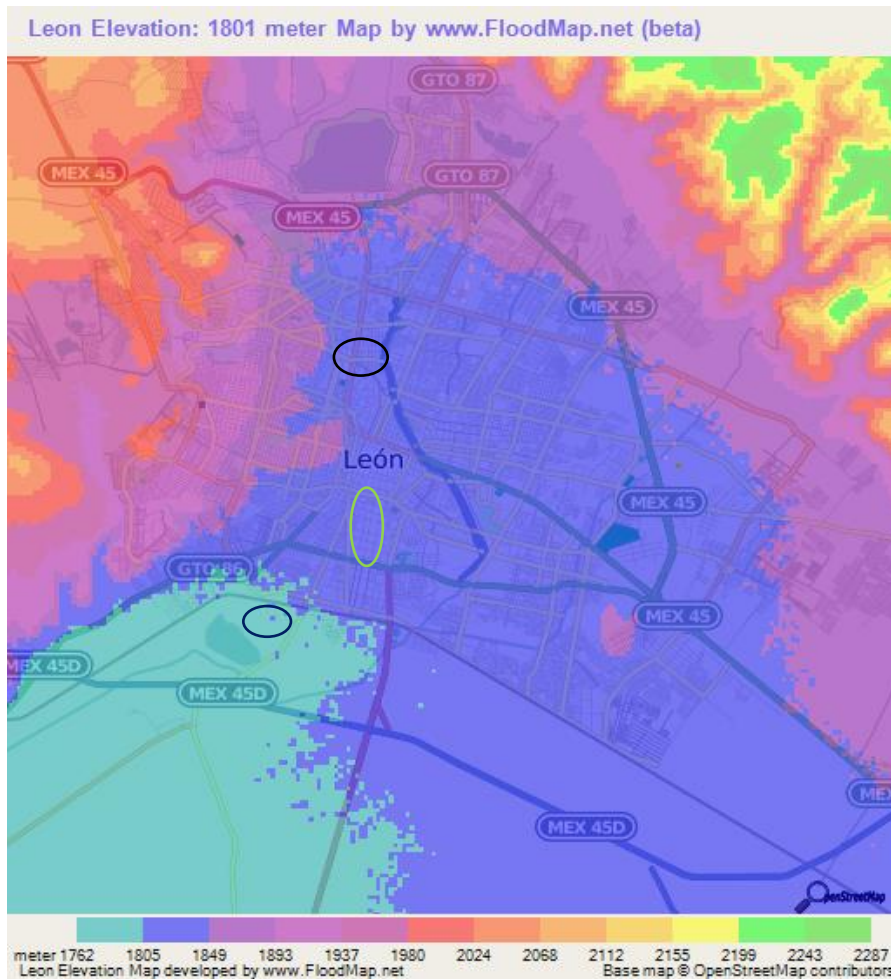 Leon Elevation: 1801 meter Map by www.FloodMap.net (beta)
GTO 87
MEX 45
GTO 87
MEX 45
MEX 45
León
MEX 45
GTO 86
MEX 45
MEX 45D
MEX 45D
MEX 45D
OpenStreetMap
meter 1762 1805 1849 1893 1937 1980 2024 2068 2112 2155 2199 2243 2287
Leon Elevation Map developed by www.FloodMap.net Base map © OpenStreetMap contributors